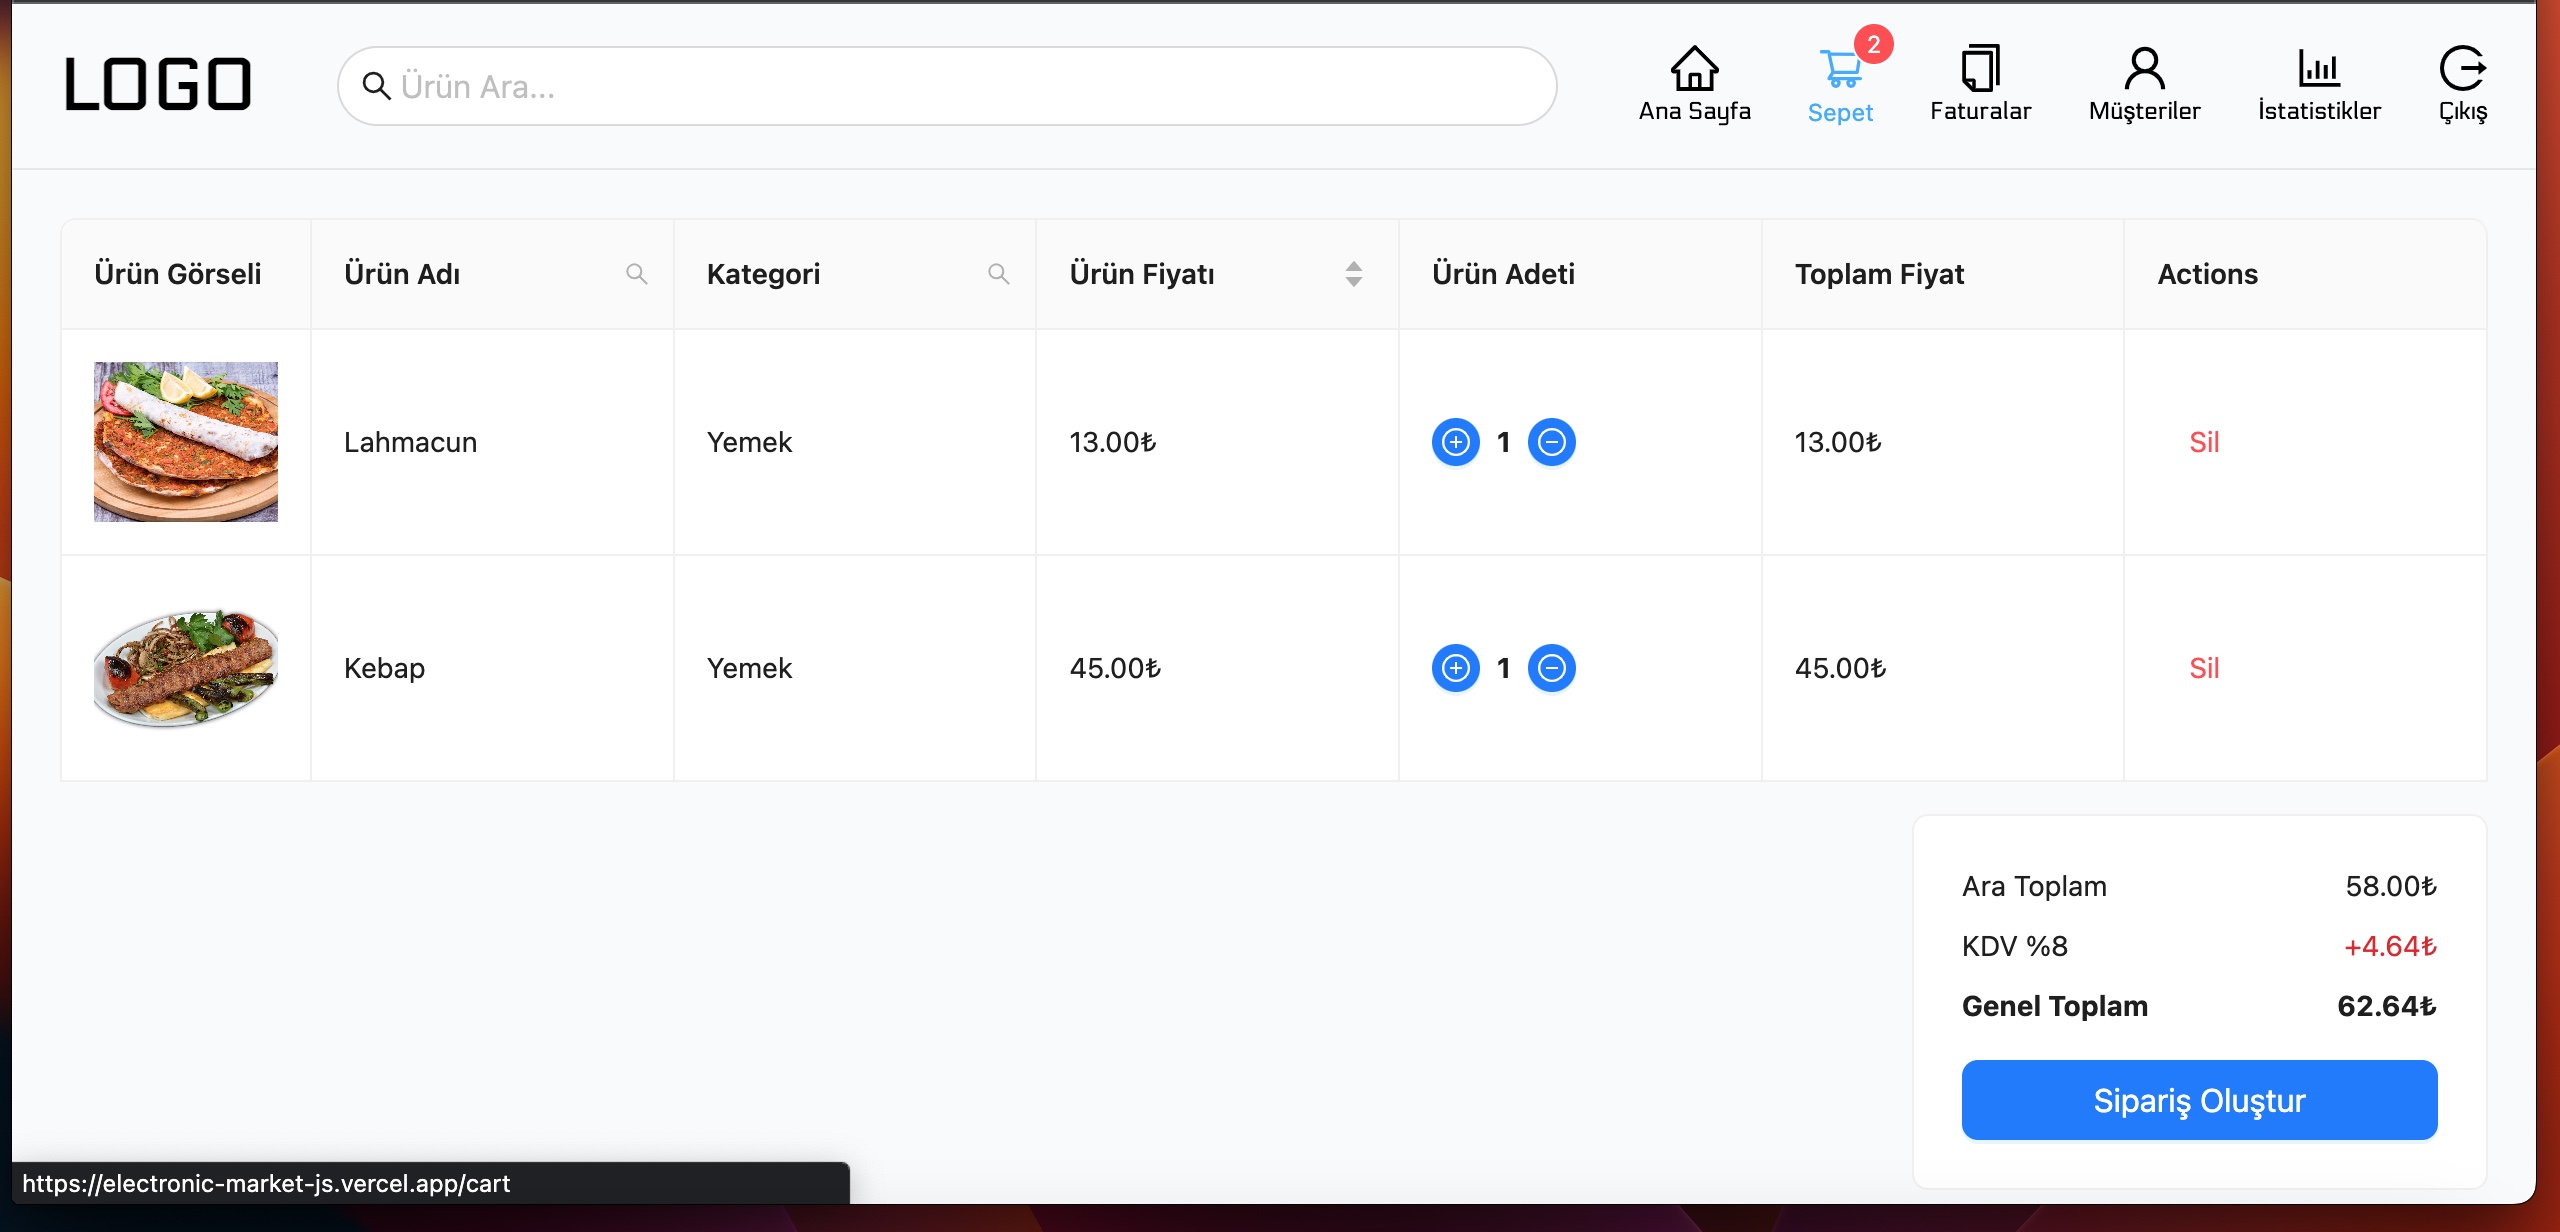 LOGO
Ürün Ara...
Ana Sayfa
2
Sepet
Faturalar
Müşteriler
İstatistikler
Çıkış
Ürün Görseli Ürün Adı Kategori Ürün Fiyatı Ürün Adeti Toplam Fiyat Actions
Lahmacun Yemek 13.00₺ 1 13.00₺ Sil
Kebap Yemek 45.00₺ 1 45.00₺ Sil
Ara Toplam 58.00₺
KDV %8 +4.64₺
Genel Toplam 62.64₺
Sipariş Oluştur
https://electronic-market-js.vercel.app/cart